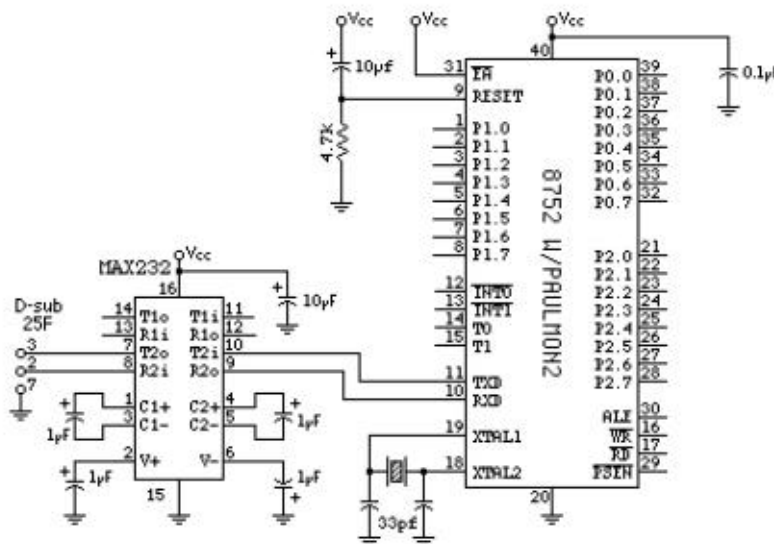 Vcc
Vcc
Vcc
10µf
31
EA
9
RESET
4.7k
40
0.1µF
1
P1.0
2
P1.1
3
P1.2
4
P1.3
5
P1.4
6
P1.5
7
P1.6
8
P1.7
12
INT0
13
INT1
14
T0
15
T1
11
TXD
10
RXD
19
XTAL1
18
XTAL2
33pf
20
8752 W/PAULMON2
P0.0
39
P0.1
38
P0.2
37
P0.3
36
P0.4
35
P0.5
34
P0.6
33
P0.7
32
P2.0
21
P2.1
22
P2.2
23
P2.3
24
P2.4
25
P2.5
26
P2.6
27
P2.7
28
ALE
30
WR
16
RD
17
PSEN
29
Vcc
MAX232
16
10µF
D-sub
25F
3
2
7
14
T1o
13
R1i
7
T2o
8
R2i
1
C1+
3
C1-
2
V+
T1i
11
R1o
12
T2i
10
R2o
9
C2+
4
C2-
5
V-
6
1µF
1µF
1µF
1µF
15